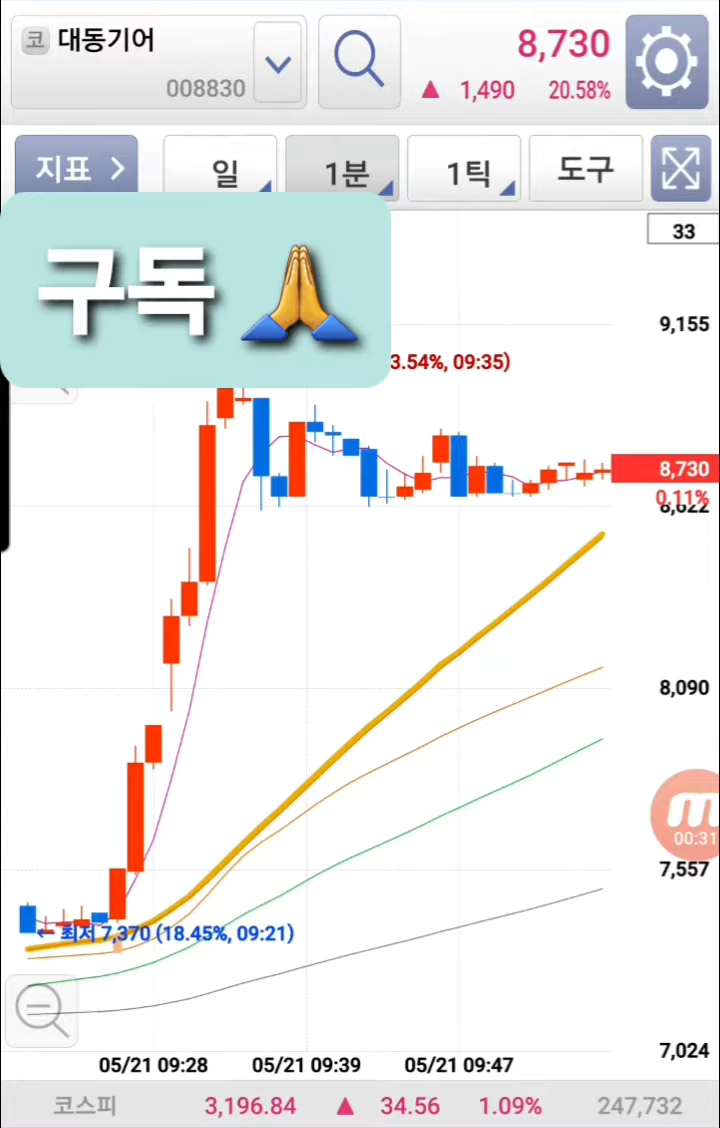 코 대동기어
008830
8,730
▲ 1,490 20.58%
지표 > 일 1분 1틱 도구
구독 🙏
33
9,155
3.54%, 09:35)
8,730
0.11%
8,622
8,090
00:31
7,557
← 최저 7,370 (18.45%, 09:21)
7,024
05/21 09:28 05/21 09:39 05/21 09:47
코스피 3,196.84 ▲ 34.56 1.09% 247,732